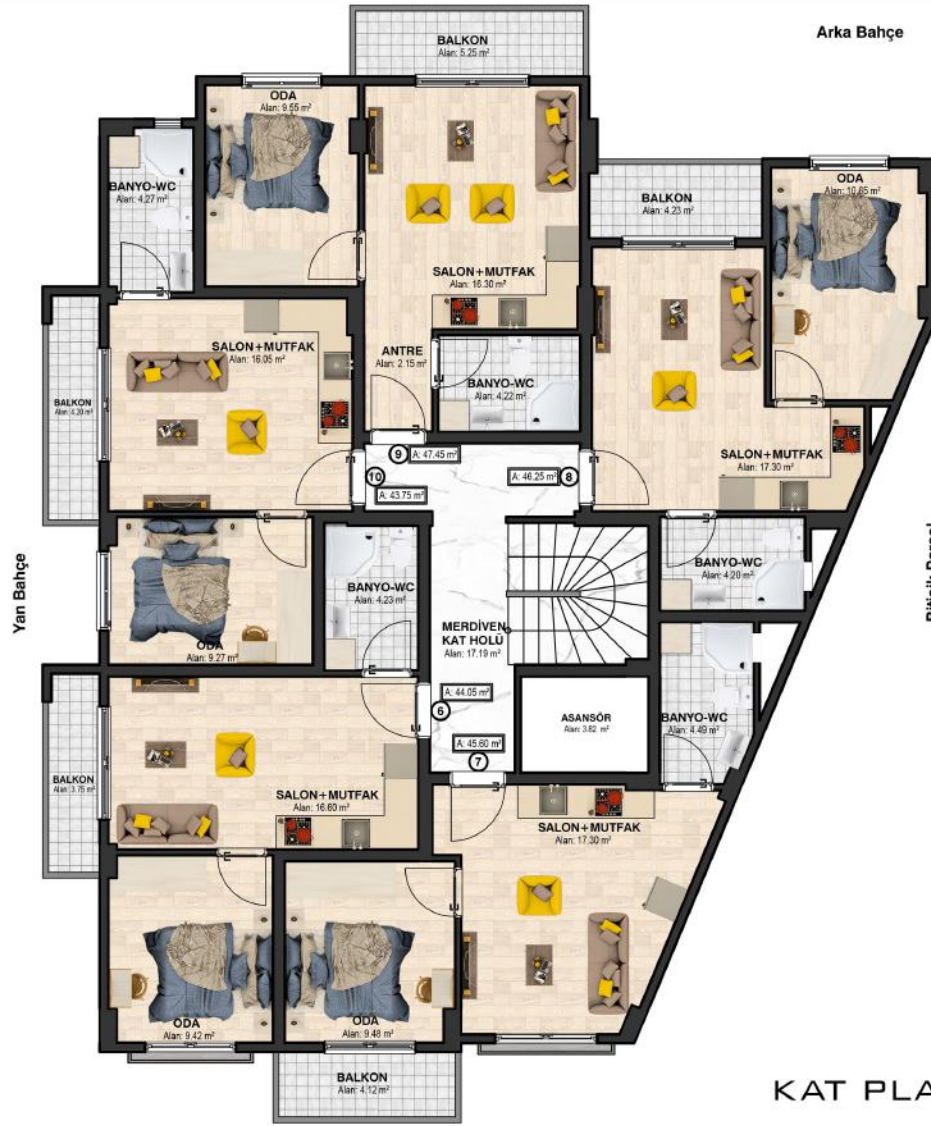 Arka Bahçe
BALKON
Alan: 5.25 m²
ODA
Alan: 9.55 m²
BANYO-WC
Alan: 4.27 m²
SALON+MUTFAK
Alan: 16.30 m²
BALKON
Alan: 4.23 m²
ODA
Alan: 10.65 m²
SALON+MUTFAK
Alan: 16.05 m²
ANTRE
Alan: 2.15 m²
BANYO-WC
Alan: 4.22 m²
BALKON
Alan: 4.20 m²
SALON+MUTFAK
Alan: 17.30 m²
9
A: 47.45 m²
10
A: 43.75 m²
A: 46.25 m²
8
Yan Bahçe
BANYO-WC
Alan: 4.23 m²
BANYO-WC
Alan: 4.20 m²
ODA
Alan: 9.27 m²
MERDİVEN
KAT HOLÜ
Alan: 17.19 m²
A: 44.05 m²
6
ASANSÖR
Alan: 3.82 m²
BANYO-WC
Alan: 4.49 m²
A: 45.60 m²
7
BALKON
Alan: 3.75 m²
SALON+MUTFAK
Alan: 16.60 m²
SALON+MUTFAK
Alan: 17.30 m²
ODA
Alan: 9.42 m²
ODA
Alan: 9.48 m²
BALKON
Alan: 4.12 m²
KAT PLA